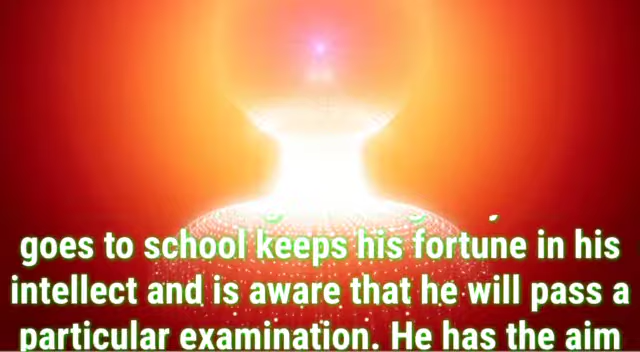 goes to school keeps his fortune in his
intellect and is aware that he will pass a
particular examination. He has the aim